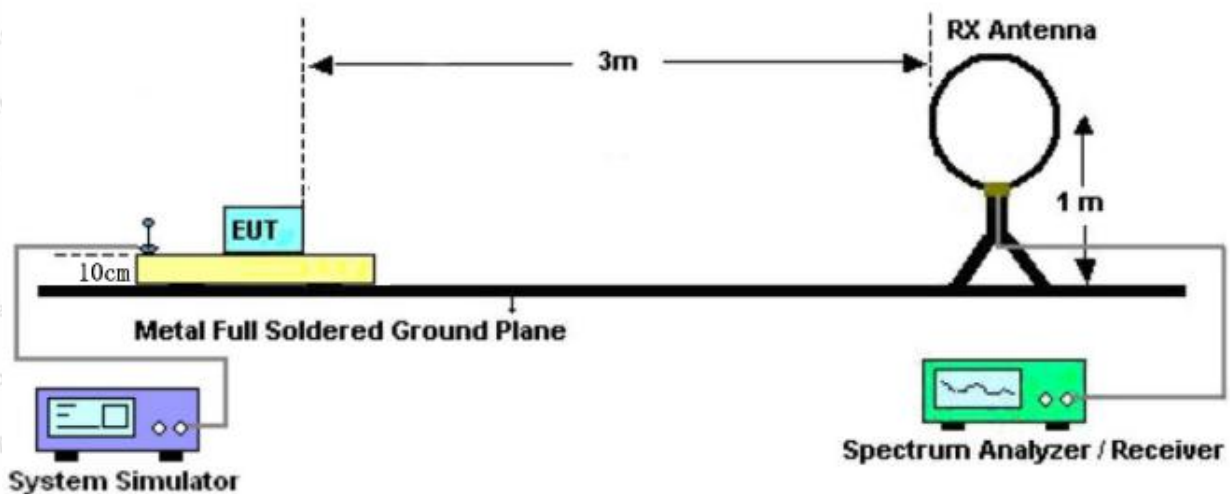 RX Antenna
3m
1 m
EUT
10cm
Metal Full Soldered Ground Plane
System Simulator
Spectrum Analyzer / Receiver